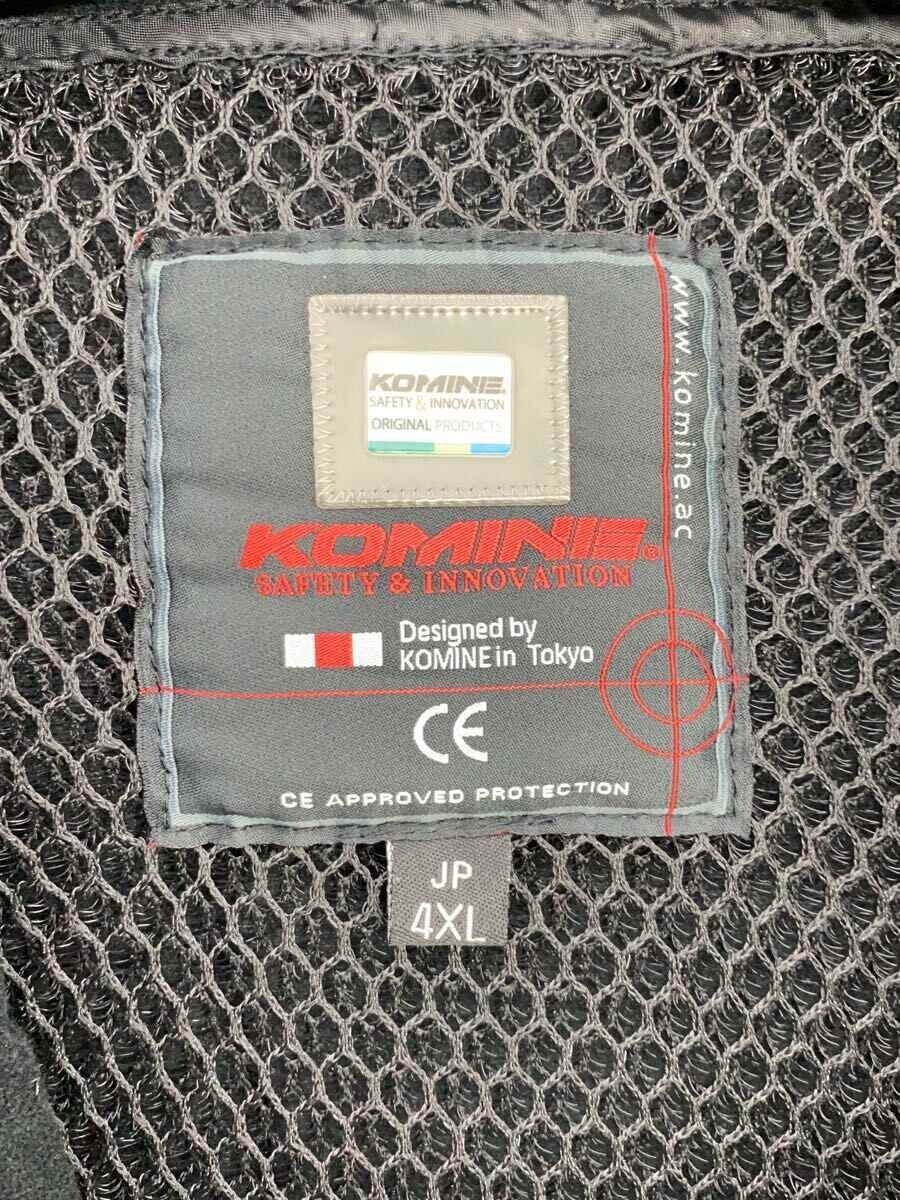 KOMINE.
SAFETY & INNOVATION
ORIGINAL PRODUCTS
www.komine.ac
KOMINE®
SAFETY & INNOVATION
Designed by
KOMINE in Tokyo
CE
CE APPROVED PROTECTION
JP
4XL